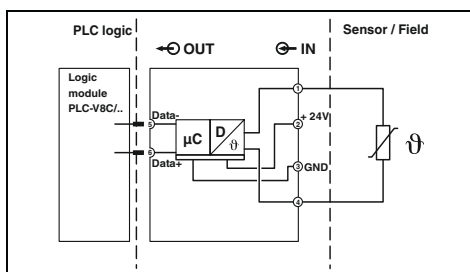 PLC logic
OUT
IN
Sensor / Field
Logic
module
PLC-V8C/..
Data-
5
Data+
6
µC
D
ϑ
1
+ 24V
2
3
GND
4
ϑ